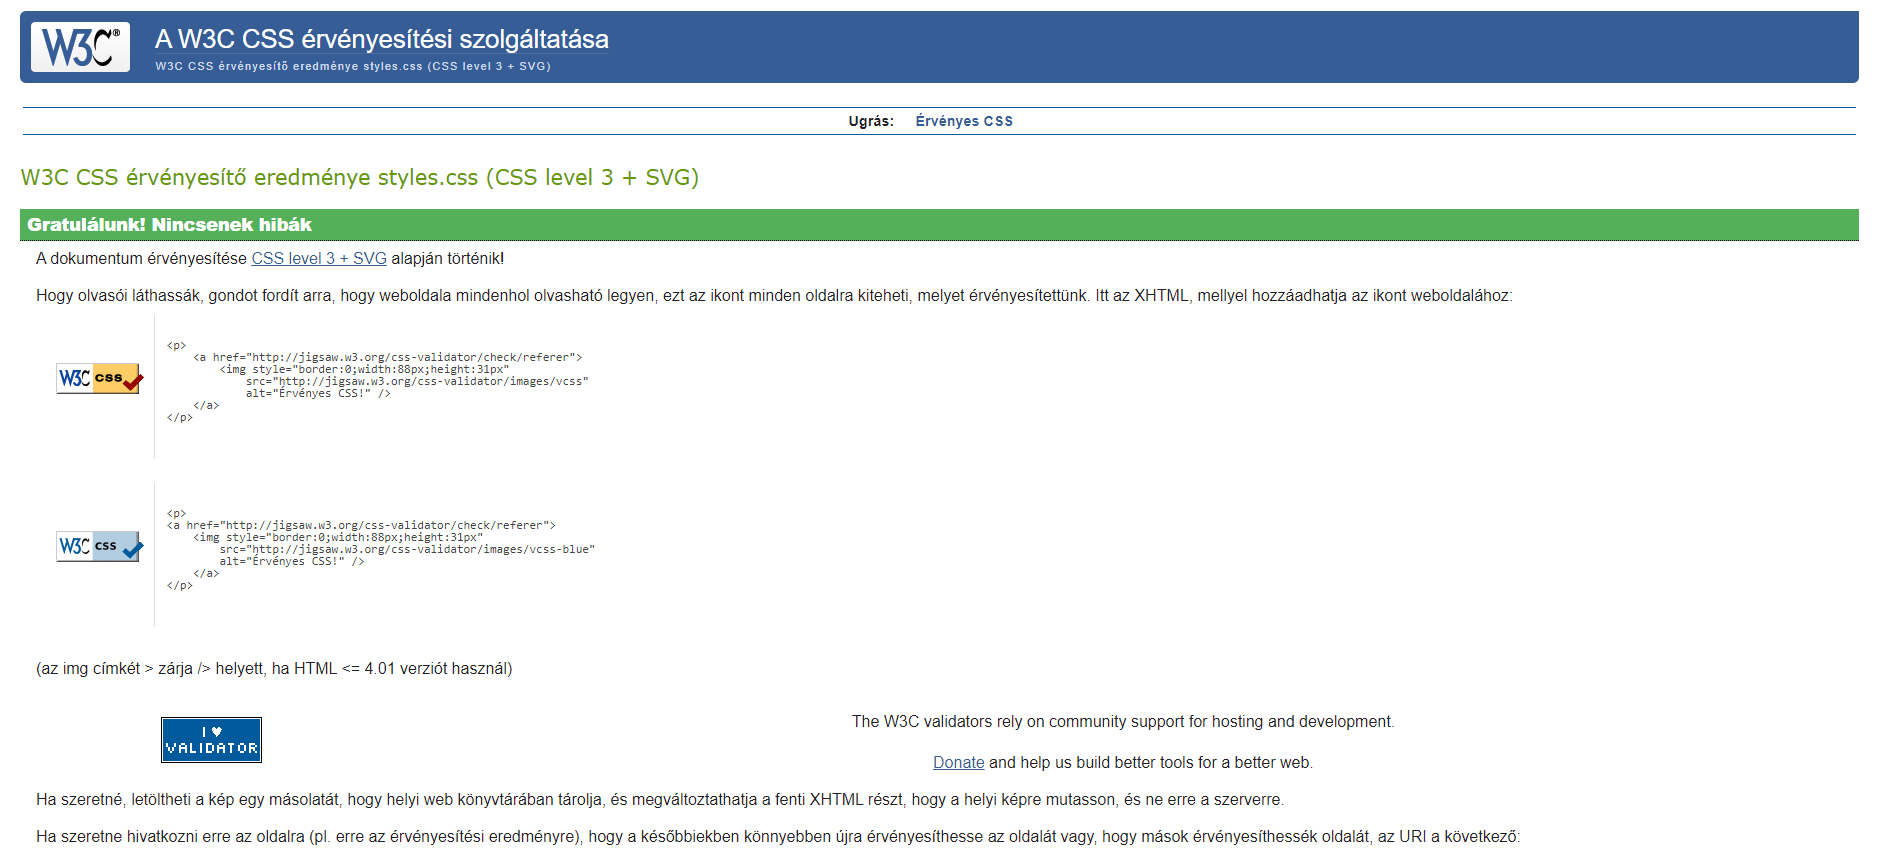 W3C®
A W3C CSS érvényesítési szolgáltatása
W3C CSS érvényesítő eredménye styles.css (CSS level 3 + SVG)
Ugrás: Érvényes CSS
W3C CSS érvényesítő eredménye styles.css (CSS level 3 + SVG)
Gratulálunk! Nincsenek hibák
A dokumentum érvényesítése CSS level 3 + SVG alapján történik!
Hogy olvasói láthassák, gondot fordít arra, hogy weboldala mindenhol olvasható legyen, ezt az ikont minden oldalra kiteheti, melyet érvényesítettünk. Itt az XHTML, mellyel hozzáadhatja az ikont weboldalához:
W3C css
<p>
<a href="http://jigsaw.w3.org/css-validator/check/referer">
<img style="border:0;width:88px;height:31px"
src="http://jigsaw.w3.org/css-validator/images/vcss"
alt="Érvényes CSS!" />
</a>
</p>
W3C css
<p>
<a href="http://jigsaw.w3.org/css-validator/check/referer">
<img style="border:0;width:88px;height:31px"
src="http://jigsaw.w3.org/css-validator/images/vcss-blue"
alt="Érvényes CSS!" />
</a>
</p>
(az img címkét > zárja /> helyett, ha HTML <= 4.01 verziót használ)
I ♥
VALIDATOR
The W3C validators rely on community support for hosting and development.
Donate and help us build better tools for a better web.
Ha szeretné, letöltheti a kép egy másolatát, hogy helyi web könyvtárában tárolja, és megváltoztathatja a fenti XHTML részt, hogy a helyi képre mutasson, és ne erre a szerverre.
Ha szeretne hivatkozni erre az oldalra (pl. erre az érvényesítési eredményre), hogy a későbbiekben könnyebben újra érvényesíthesse az oldalát vagy, hogy mások érvényesíthessék oldalát, az URI a következő: